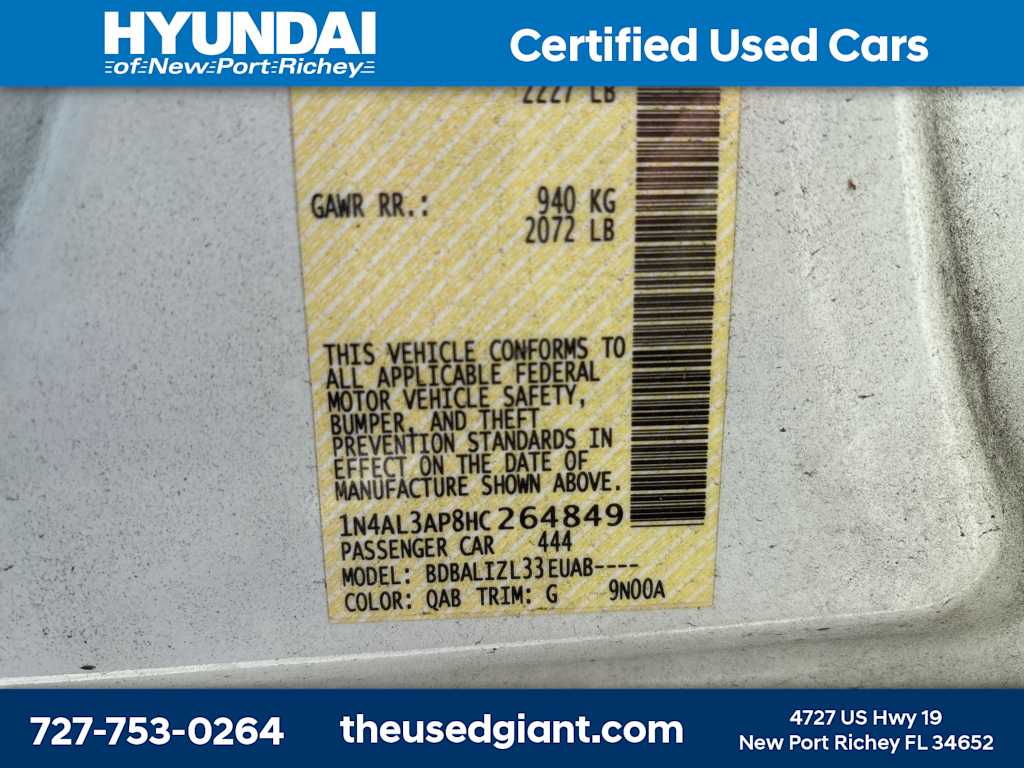 HYUNDAI
of New Port Richey
Certified Used Cars
2227 LB
GAWR RR.: 940 KG
2072 LB
THIS VEHICLE CONFORMS TO
ALL APPLICABLE FEDERAL
MOTOR VEHICLE SAFETY,
BUMPER, AND THEFT
PREVENTION STANDARDS IN
EFFECT ON THE DATE OF
MANUFACTURE SHOWN ABOVE.
1N4AL3AP8HC264849
PASSENGER CAR 444
MODEL: BDBALIZL33EUAB----
COLOR: QAB TRIM: G 9N00A
727-753-0264
theusedgiant.com
4727 US Hwy 19
New Port Richey FL 34652